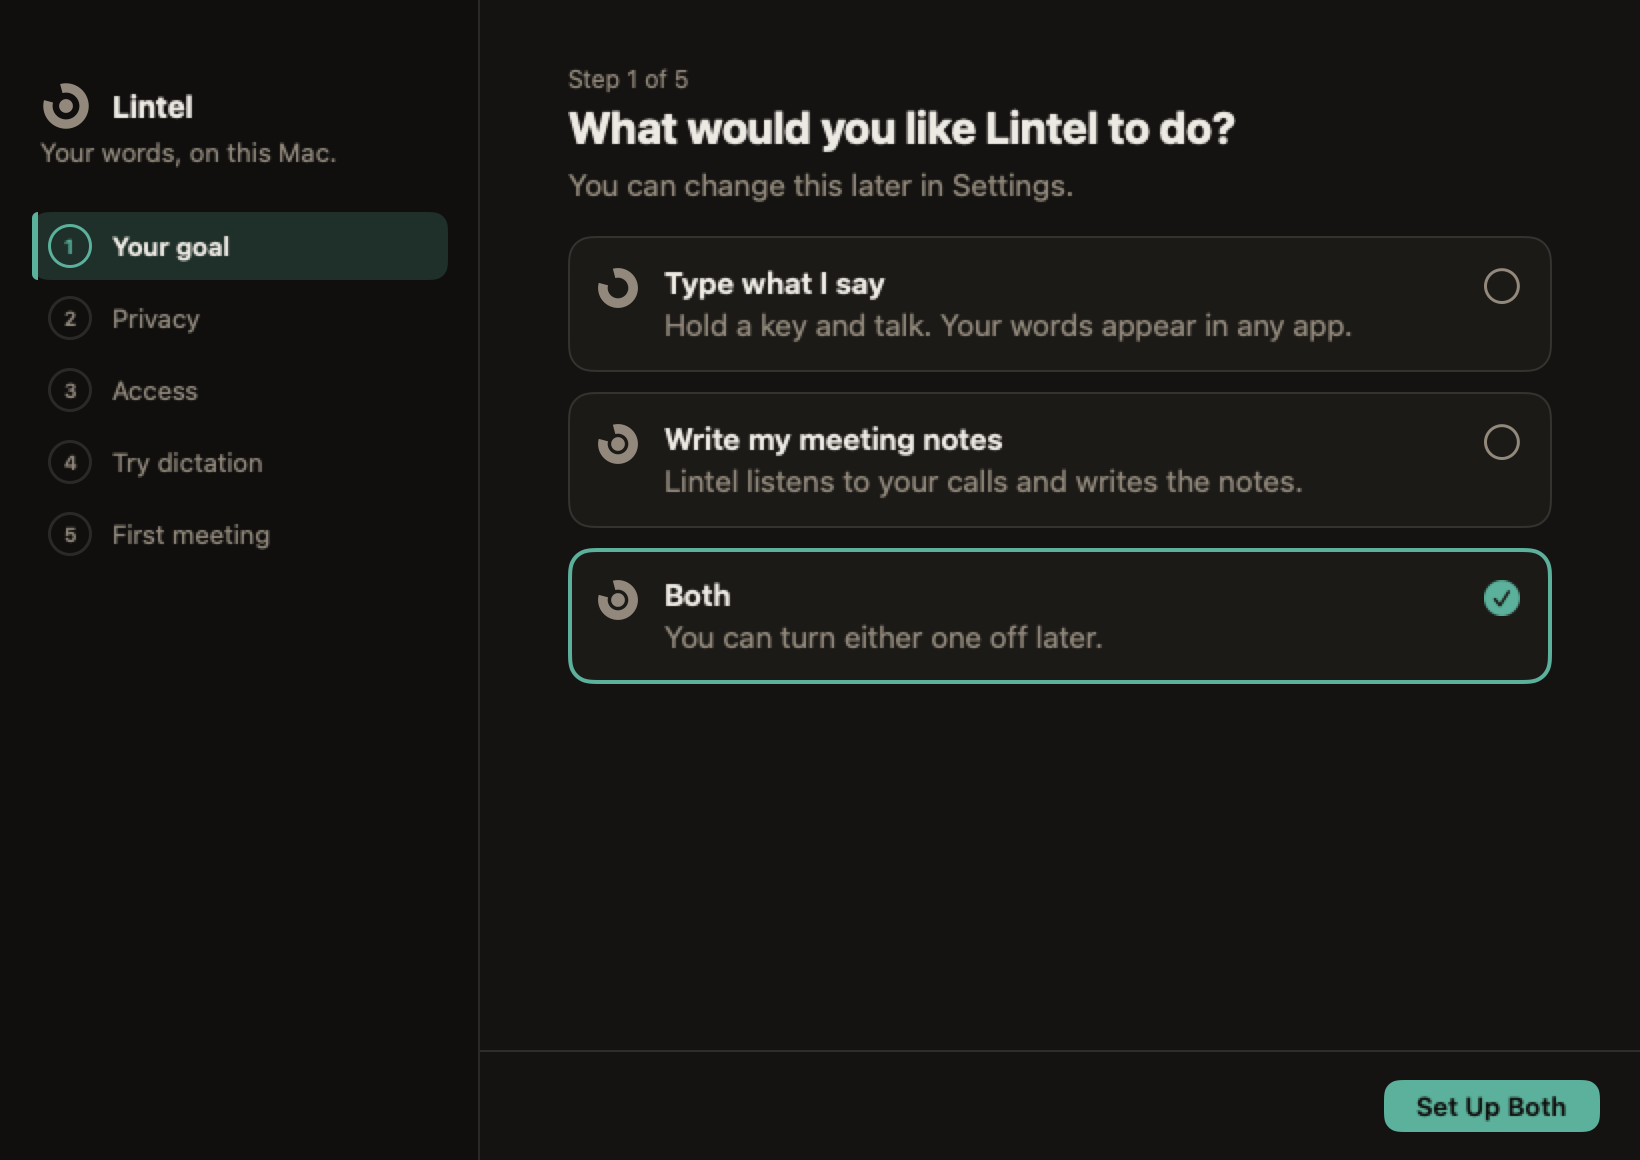 Lintel
Your words, on this Mac.
1 Your goal
2 Privacy
3 Access
4 Try dictation
5 First meeting
Step 1 of 5
What would you like Lintel to do?
You can change this later in Settings.
Type what I say
Hold a key and talk. Your words appear in any app.
Write my meeting notes
Lintel listens to your calls and writes the notes.
Both
You can turn either one off later.
Set Up Both